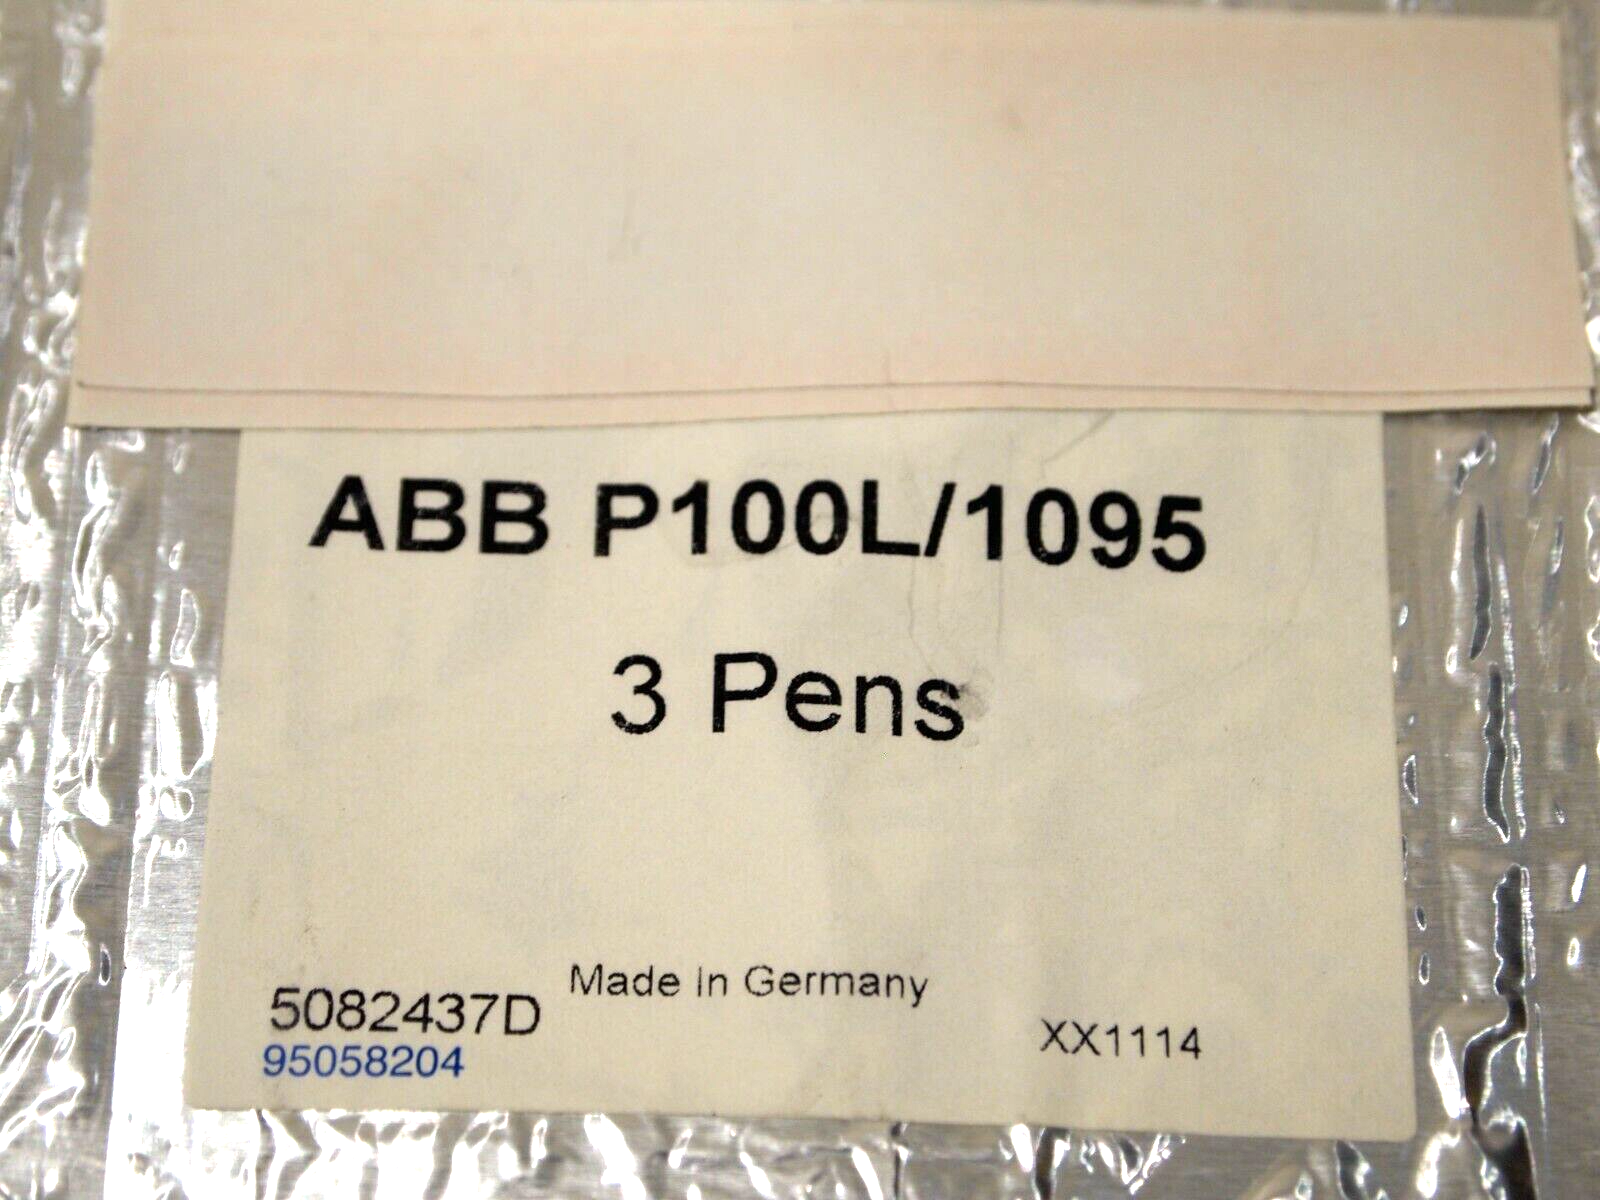 ABB P100L/1095
3 Pens
Made In Germany
5082437D
95058204
XX1114